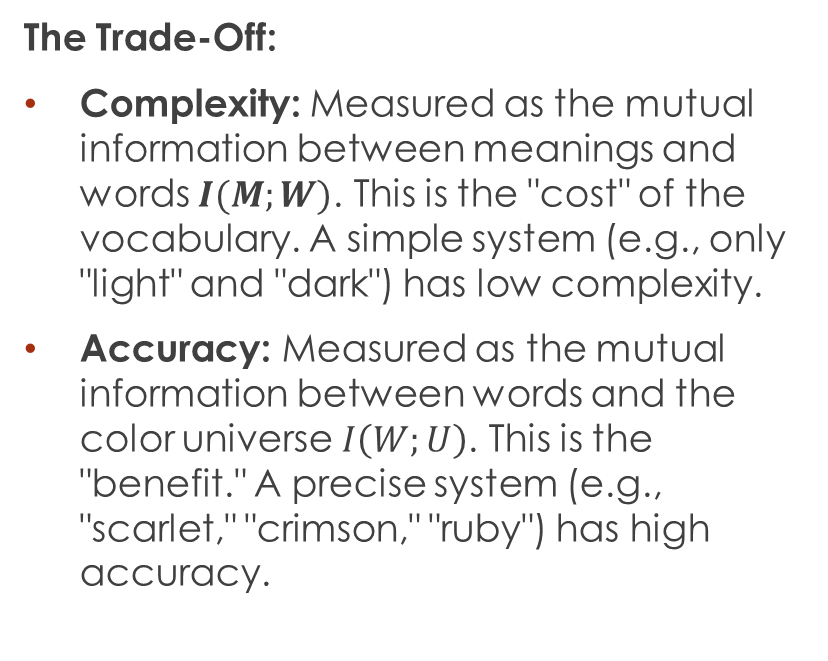 The Trade-Off:
• Complexity: Measured as the mutual
information between meanings and
words I(M; W). This is the "cost" of the
vocabulary. A simple system (e.g., only
"light" and "dark") has low complexity.
• Accuracy: Measured as the mutual
information between words and the
color universe I(W; U). This is the
"benefit." A precise system (e.g.,
"scarlet," "crimson," "ruby") has high
accuracy.